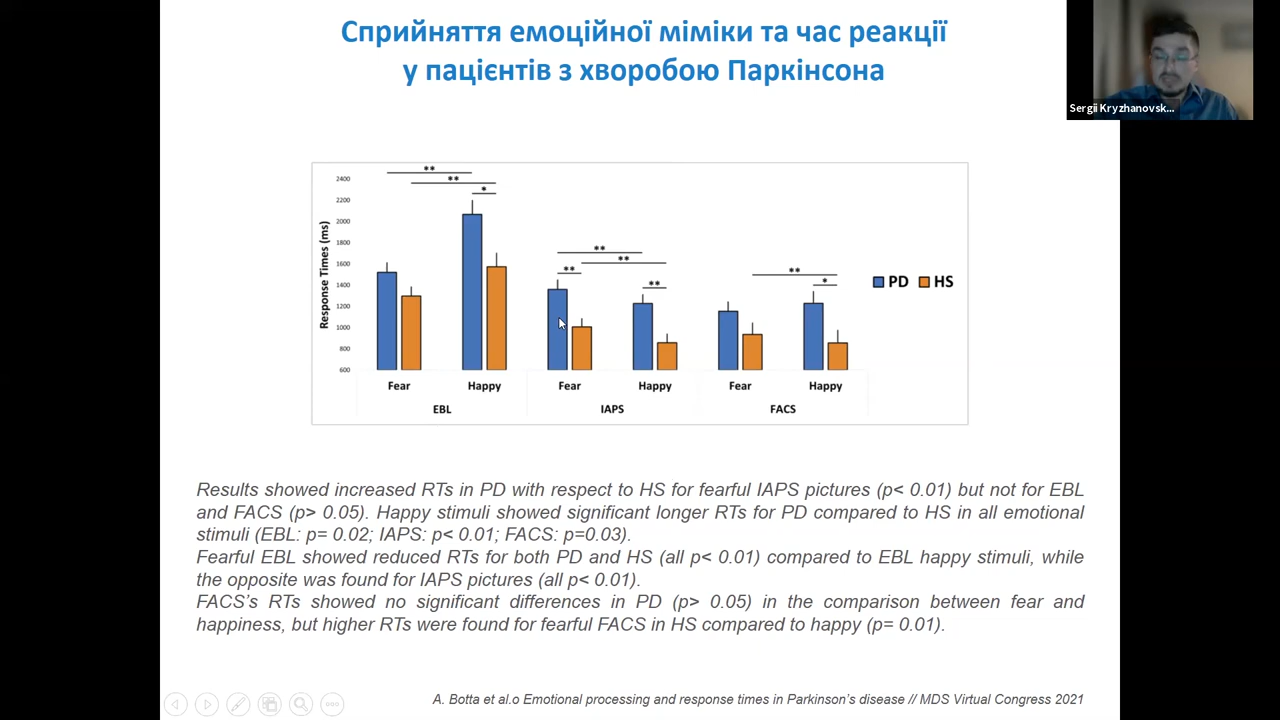 Сприйняття емоційної міміки та час реакції
у пацієнтів з хворобою Паркінсона
Sergii Kryzhanovsk...
** 
**
*
2400
2200
2000
1800
1600
1400
1200
1000
800
600
Response Times (ms)
**
**
**
**
**
*
PD HS
Fear Happy Fear Happy Fear Happy
EBL IAPS FACS
Results showed increased RTs in PD with respect to HS for fearful IAPS pictures (p< 0.01) but not for EBL
and FACS (p> 0.05). Happy stimuli showed significant longer RTs for PD compared to HS in all emotional
stimuli (EBL: p= 0.02; IAPS: p< 0.01; FACS: p=0.03).
Fearful EBL showed reduced RTs for both PD and HS (all p< 0.01) compared to EBL happy stimuli, while
the opposite was found for IAPS pictures (all p< 0.01).
FACS's RTs showed no significant differences in PD (p> 0.05) in the comparison between fear and
happiness, but higher RTs were found for fearful FACS in HS compared to happy (p= 0.01).
A. Botta et al.o Emotional processing and response times in Parkinson's disease // MDS Virtual Congress 2021